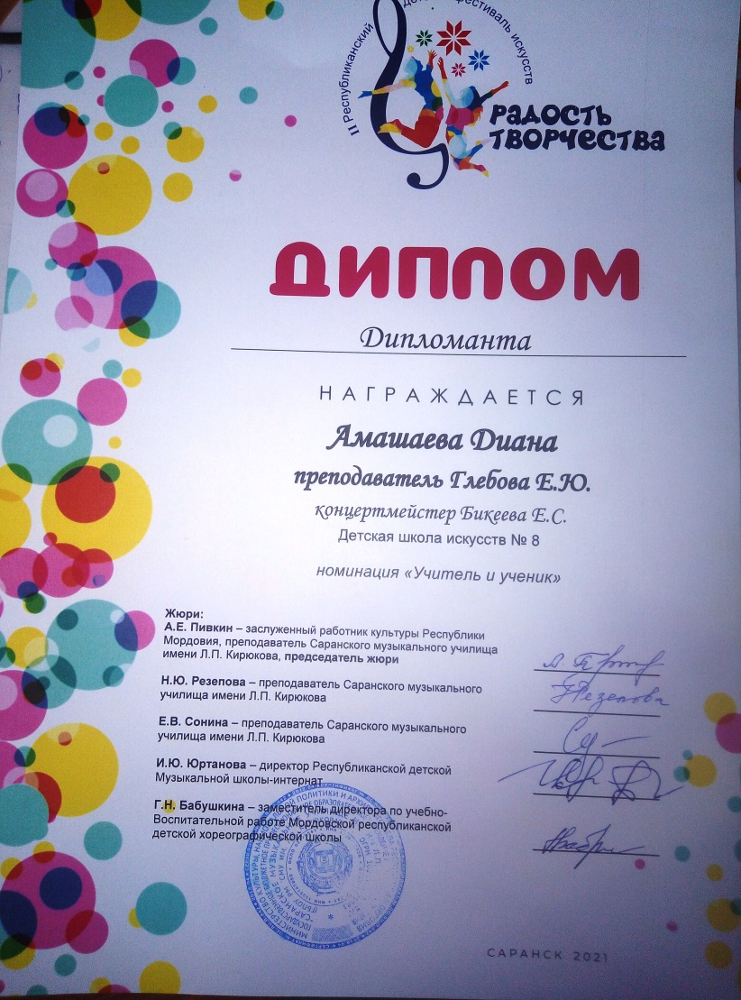 II Республиканский фестиваль искусств
РАДОСТЬ
ТВОРЧЕСТВА
ДИПЛОМ
Дипломанта
НАГРАЖДАЕТСЯ
Амашаева Диана
преподаватель Глебова Е.Ю.
концертмейстер Бикеева Е.С.
Детская школа искусств № 8
номинация «Учитель и ученик»
Жюри:
А.Е. Пивкин – заслуженный работник культуры Республики
Мордовия, преподаватель Саранского музыкального училища
имени Л.П. Кирюкова, председатель жюри
Н.Ю. Резепова – преподаватель Саранского музыкального
училища имени Л.П. Кирюкова
Е.В. Сонина – преподаватель Саранского музыкального
училища имени Л.П. Кирюкова
И.Ю. Юртанова – директор Республиканской детской
Музыкальной школы-интернат
Г.Н. Бабушкина – заместитель директора по учебно-
Воспитательной работе Мордовской республиканской
детской хореографической школы
САРАНСК 2021